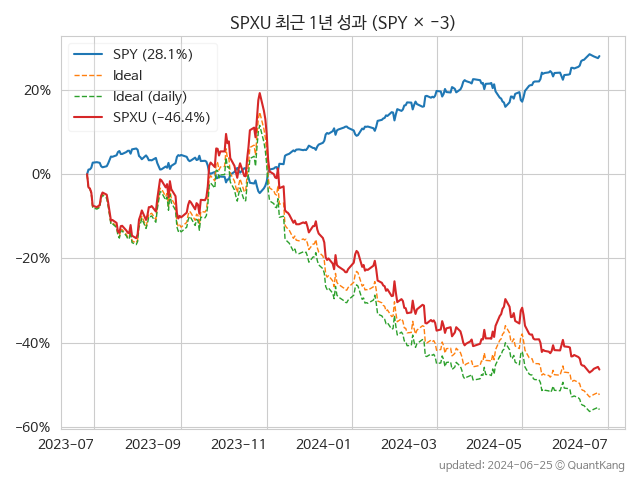 SPXU 최근 1년 성과 (SPY × −3)
SPY (28.1%)
Ideal
Ideal (daily)
SPXU (−46.4%)
20%
0%
−20%
−40%
−60%
2023-07 2023-09 2023-11 2024-01 2024-03 2024-05 2024-07
updated: 2024-06-25 ⓒ QuantKang